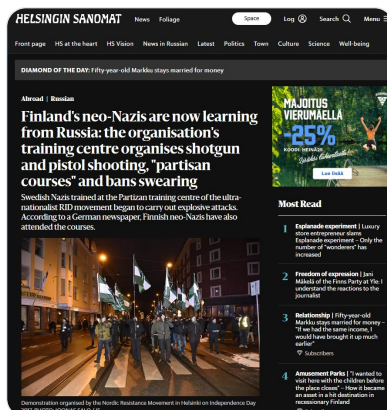 HELSINGIN SANOMAT News Foliage Space Log Search Menu
Front page HS at the heart HS Vision News in Russian Latest Politics Town Culture Science Well-being
DIAMOND OF THE DAY: Fifty-year-old Markku stays married for money
Abroad | Russian
Finland's neo-Nazis are now learning
from Russia: the organisation's
training centre organises shotgun
and pistol shooting, "partisan
courses" and bans swearing
Swedish Nazis trained at the Partizan training centre of the ultra-
nationalist RID movement began to carry out explosive attacks.
According to a German newspaper, Finnish neo-Nazis have also
attended the courses.
Demonstration organised by the Nordic Resistance Movement in Helsinki on Independence Day
MAJOITUS
VIERUMÄELLÄ
-25%
KOODI: HEINÄ25
Lue lisää
Most Read
1 Esplanade experiment | Luxury
store entrepreneur slams
Esplanade experiment – Only the
number of "wonderers" has
increased
2 Freedom of expression | Jani
Mäkelä of the Finns Party at Yle: I
understand the reactions to the
journalist
3 Relationship | Fifty-year-old
Markku stays married for money –
"If we had the same income, I
would have brought it up much
earlier"
Subscribers
4 Amusement Parks | "I wanted to
visit here with the children before
the place closes" – How it became
an asset in a hit destination in
recessionary Finland